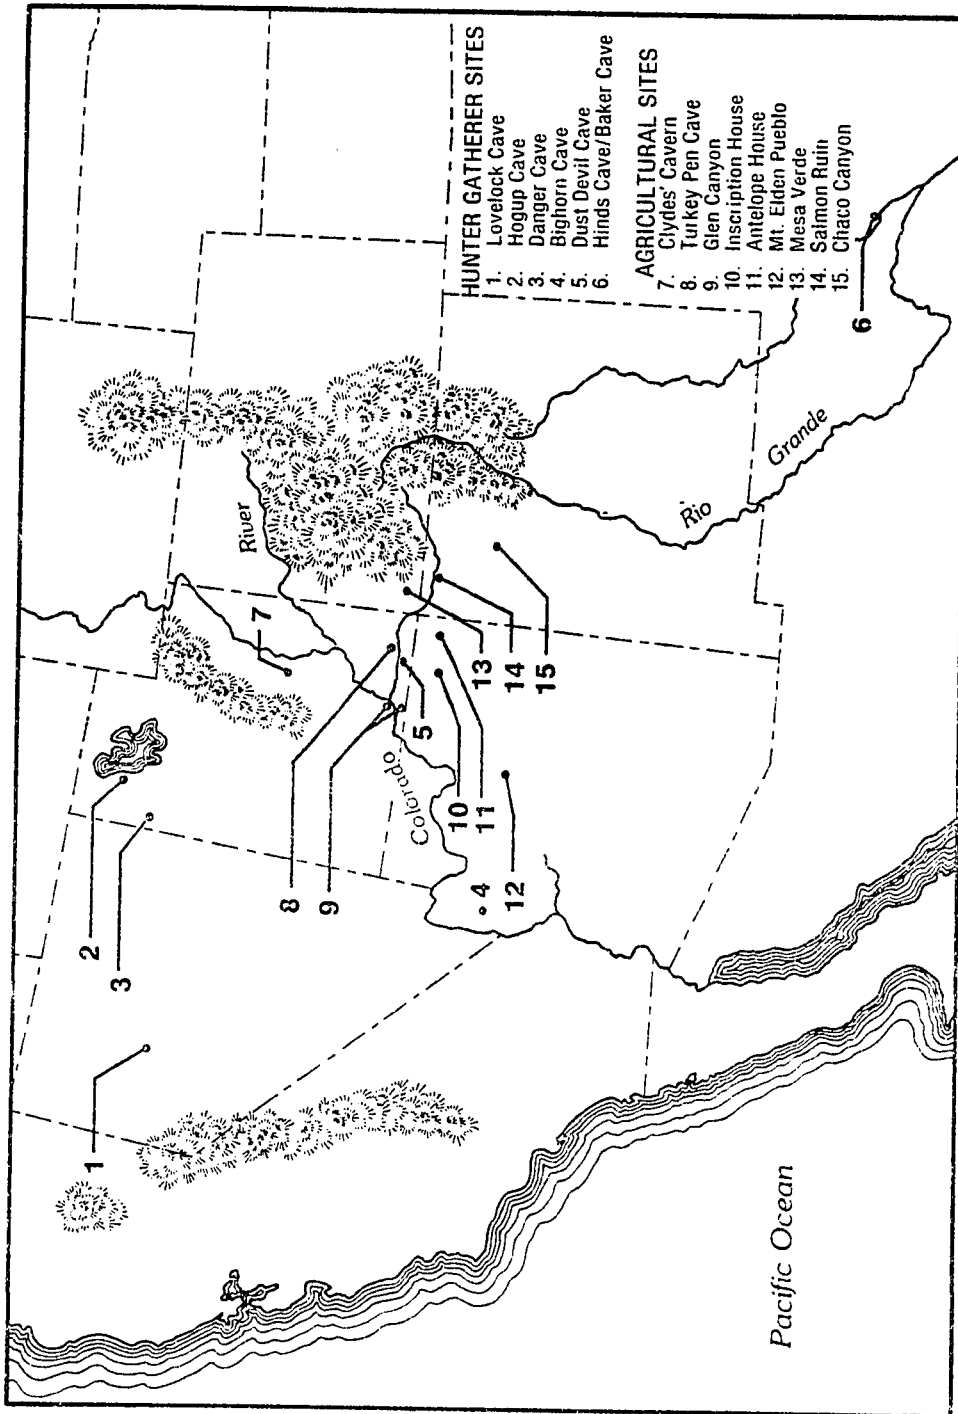 HUNTER GATHERER SITES
1. Lovelock Cave
2. Hogup Cave
3. Danger Cave
4. Bighorn Cave
5. Dust Devil Cave
6. Hinds Cave/Baker Cave
AGRICULTURAL SITES
7. Clydes' Cavern
8. Turkey Pen Cave
9. Glen Canyon
10. Inscription House
11. Antelope House
12. Mt. Elden Pueblo
13. Mesa Verde
14. Salmon Ruin
15. Chaco Canyon
1
2
3
7
River
8
9
Colorado
5
10
11
4
12
13
14
15
Rio
Grande
6
Pacific Ocean